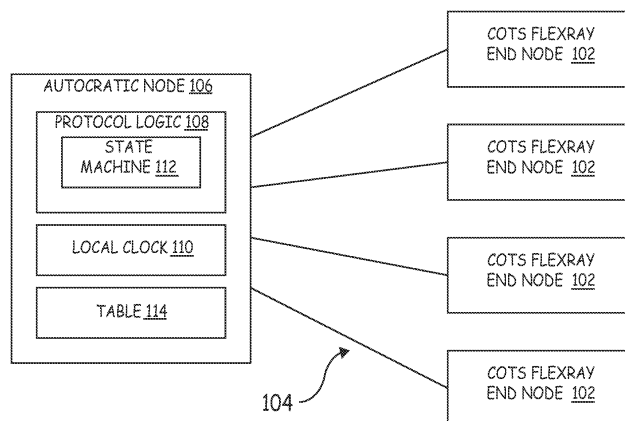 AUTOCRATIC NODE 106
PROTOCOL LOGIC 108
STATE
MACHINE 112
LOCAL CLOCK 110
TABLE 114
COTS FLEXRAY
END NODE 102
COTS FLEXRAY
END NODE 102
COTS FLEXRAY
END NODE 102
COTS FLEXRAY
END NODE 102
104